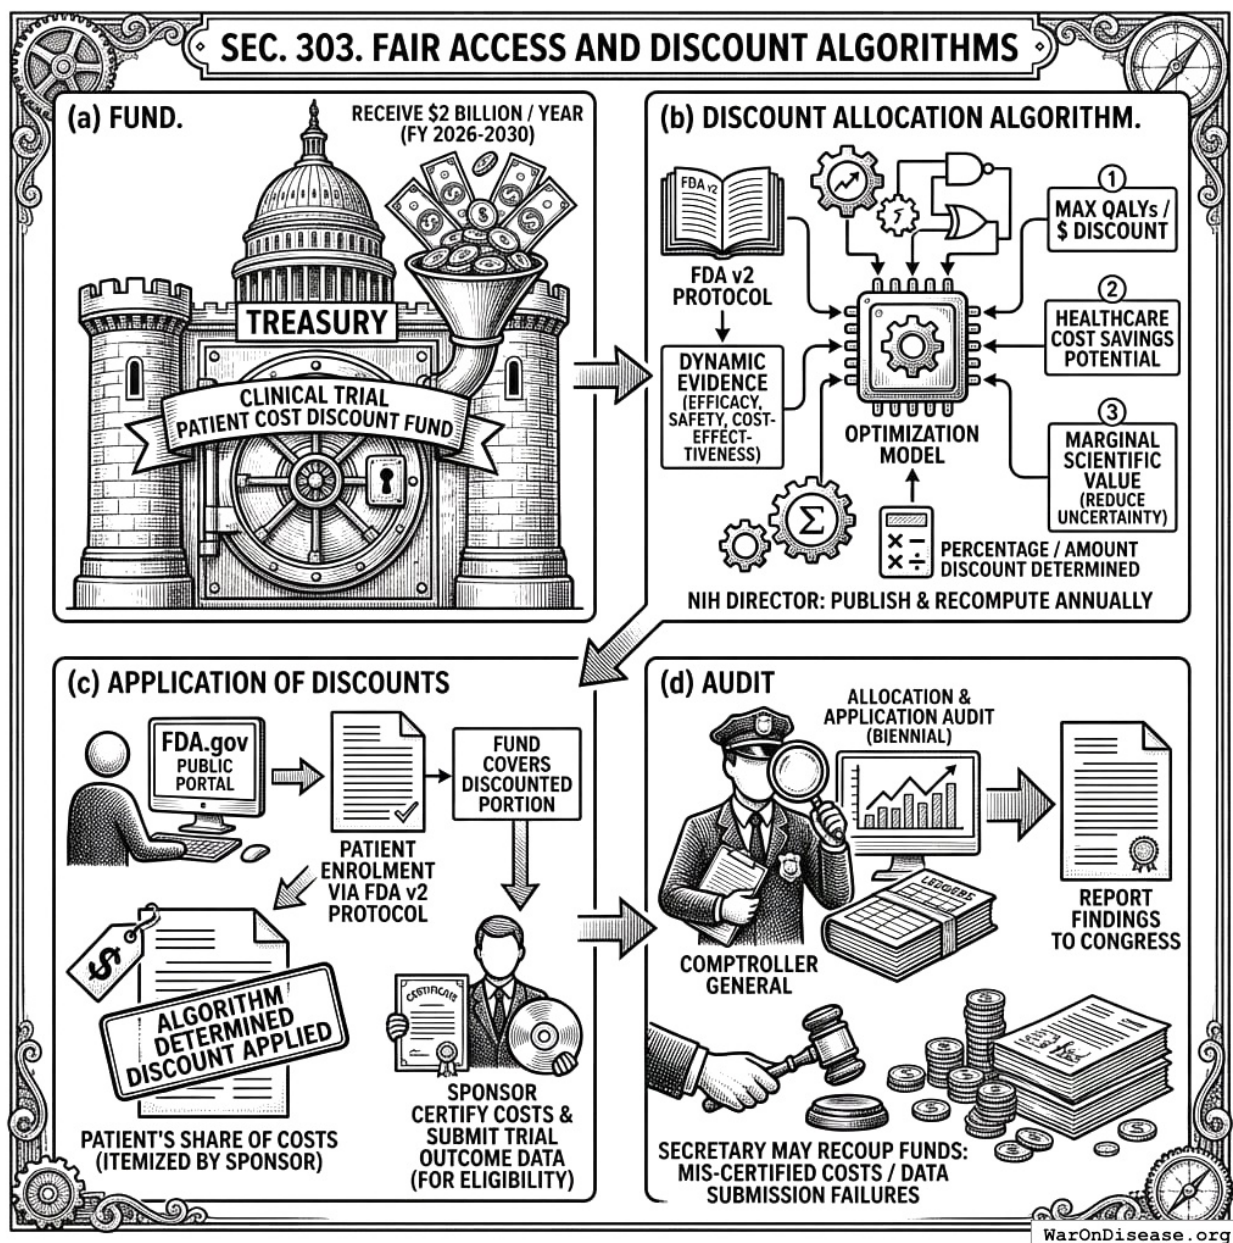 SEC. 303. FAIR ACCESS AND DISCOUNT ALGORITHMS
(a) FUND.
RECEIVE $2 BILLION / YEAR
(FY 2026-2030)
TREASURY
CLINICAL TRIAL
PATIENT COST DISCOUNT FUND
(b) DISCOUNT ALLOCATION ALGORITHM.
FDA v2
FDA v2
PROTOCOL
DYNAMIC
EVIDENCE
(EFFICACY,
SAFETY, COST-
EFFECT-
TIVENESS)
Σ
OPTIMIZATION
MODEL
1
MAX QALYs /
$ DISCOUNT
2
HEALTHCARE
COST SAVINGS
POTENTIAL
3
MARGINAL
SCIENTIFIC
VALUE
(REDUCE
UNCERTAINTY)
× −
× ÷
PERCENTAGE / AMOUNT
DISCOUNT DETERMINED
NIH DIRECTOR: PUBLISH & RECOMPUTE ANNUALLY
(c) APPLICATION OF DISCOUNTS
FDA.gov
PUBLIC
PORTAL
PATIENT
ENROLMENT
VIA FDA v2
PROTOCOL
FUND
COVERS
DISCOUNTED
PORTION
$
ALGORITHM
DETERMINED
DISCOUNT APPLIED
PATIENT'S SHARE OF COSTS
(ITEMIZED BY SPONSOR)
CERTIFICATE
SPONSOR
CERTIFY COSTS &
SUBMIT TRIAL
OUTCOME DATA
(FOR ELIGIBILITY)
(d) AUDIT
ALLOCATION &
APPLICATION AUDIT
(BIENNIAL)
LEDGERS
COMPTROLLER
GENERAL
REPORT
FINDINGS
TO CONGRESS
SECRETARY MAY RECOUP FUNDS:
MIS-CERTIFIED COSTS / DATA
SUBMISSION FAILURES
WarOnDisease.org